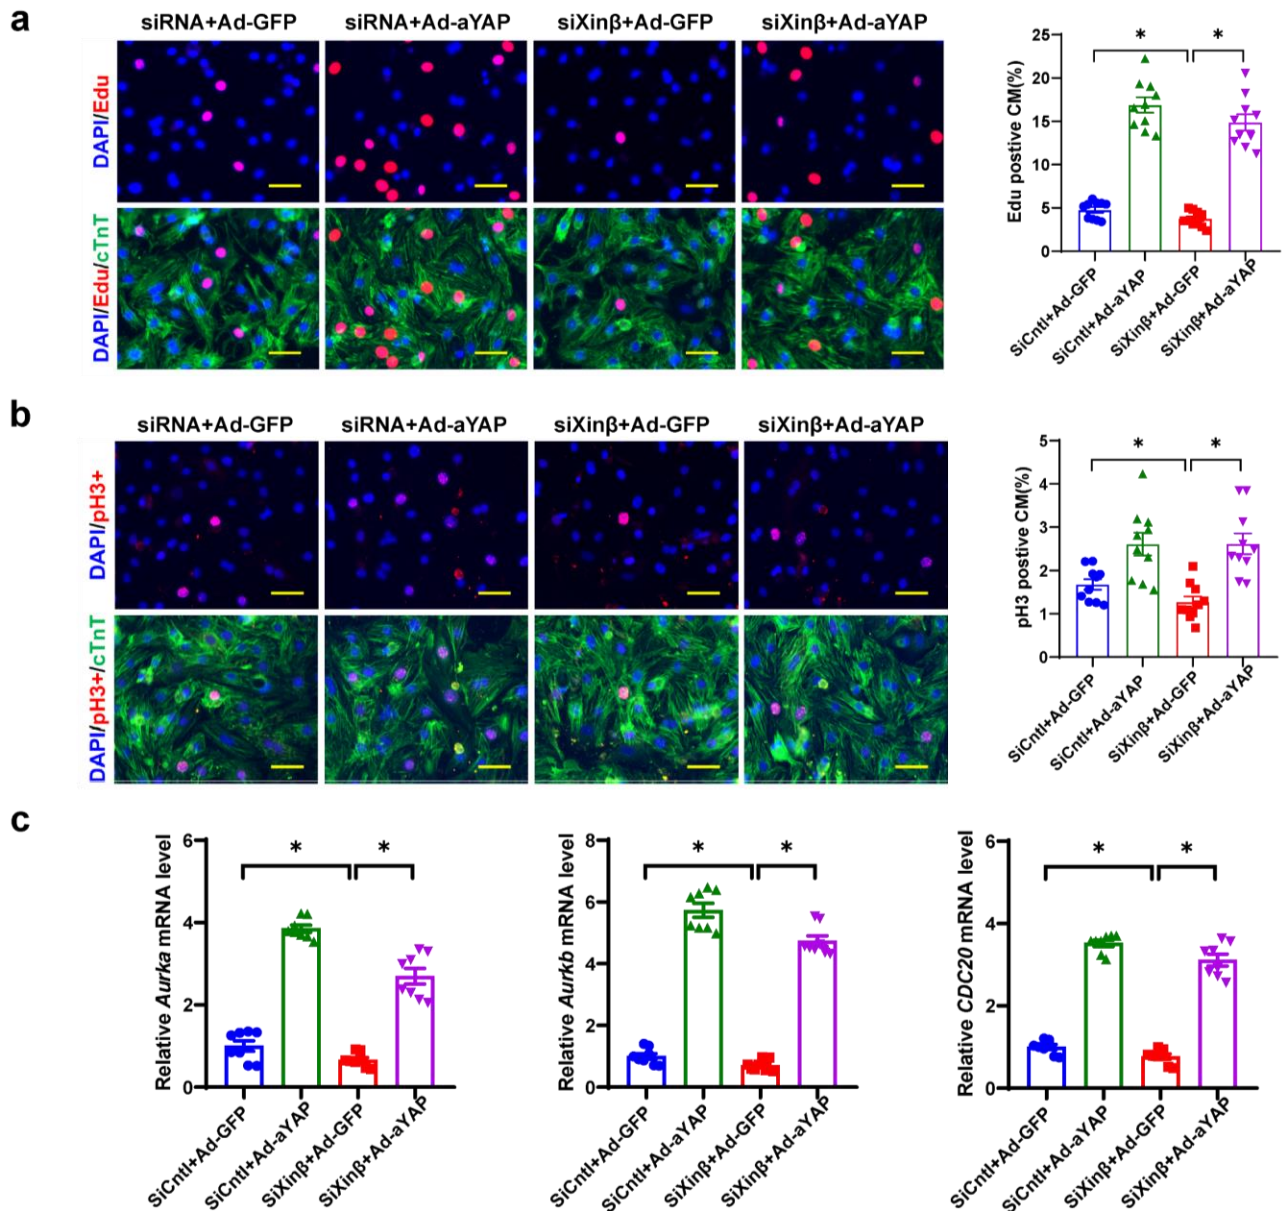 a
siRNA+Ad-GFP
siRNA+Ad-aYAP
siXinβ+Ad-GFP
siXinβ+Ad-aYAP
DAPI/Edu
DAPI/Edu/cTnT
Edu postive CM(%)
25
20
15
10
5
0
*
*
SiCntl+Ad-GFP
SiCntl+Ad-aYAP
SiXinβ+Ad-GFP
SiXinβ+Ad-aYAP
b
siRNA+Ad-GFP
siRNA+Ad-aYAP
siXinβ+Ad-GFP
siXinβ+Ad-aYAP
DAPI/pH3+
DAPI/pH3+/cTnT
pH3 postive CM(%)
5
4
3
2
1
0
*
*
SiCntl+Ad-GFP
SiCntl+Ad-aYAP
SiXinβ+Ad-GFP
SiXinβ+Ad-aYAP
c
Relative Aurka mRNA level
6
4
2
0
*
*
SiCntl+Ad-GFP
SiCntl+Ad-aYAP
SiXinβ+Ad-GFP
SiXinβ+Ad-aYAP
Relative Aurkb mRNA level
8
6
4
2
0
*
*
SiCntl+Ad-GFP
SiCntl+Ad-aYAP
SiXinβ+Ad-GFP
SiXinβ+Ad-aYAP
Relative CDC20 mRNA level
6
4
2
0
*
*
SiCntl+Ad-GFP
SiCntl+Ad-aYAP
SiXinβ+Ad-GFP
SiXinβ+Ad-aYAP